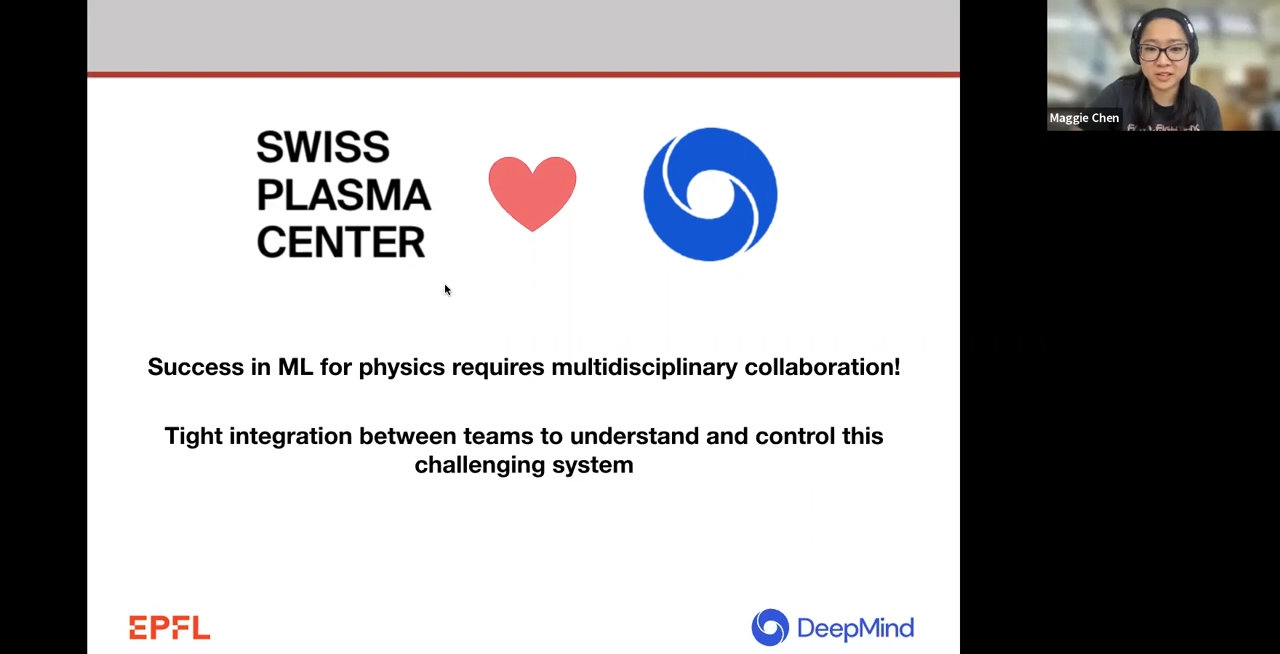 SWISS
PLASMA
CENTER
Maggie Chen
Success in ML for physics requires multidisciplinary collaboration!
Tight integration between teams to understand and control this
challenging system
EPFL
DeepMind